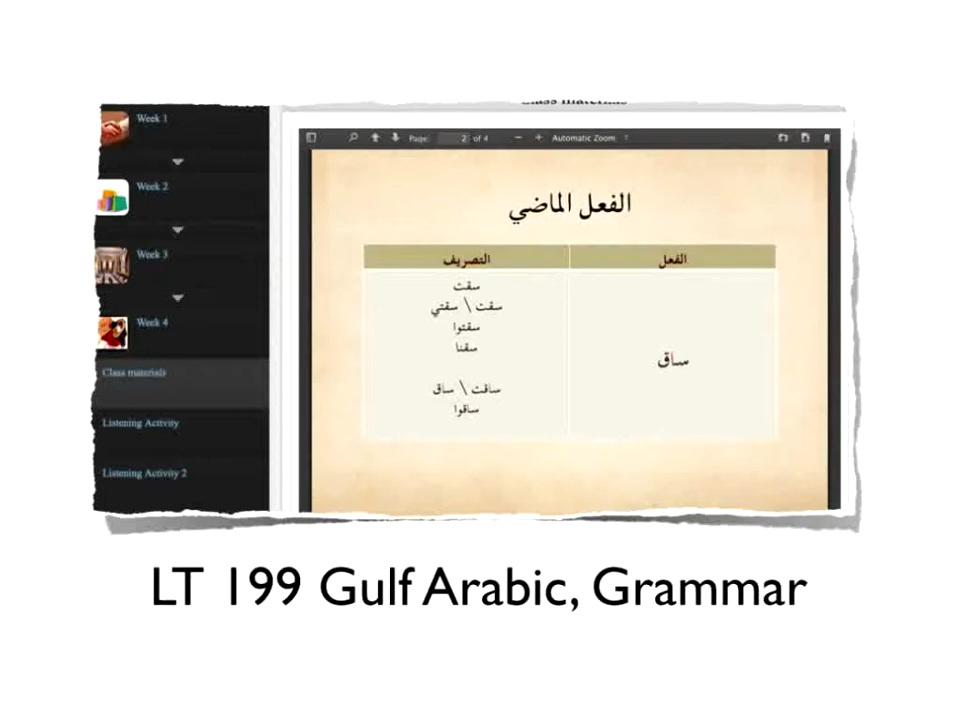 Class materials
Week 1
Week 2
Week 3
Week 4
Class materials
Listening Activity
Listening Activity 2
Page: 2 of 4 − + Automatic Zoom
الفعل الماضي
الفعل
التصريف
ساق
سقت
سقت \ سقتي
سقتوا
سقنا
ساقت \ ساق
ساقوا
LT 199 Gulf Arabic, Grammar